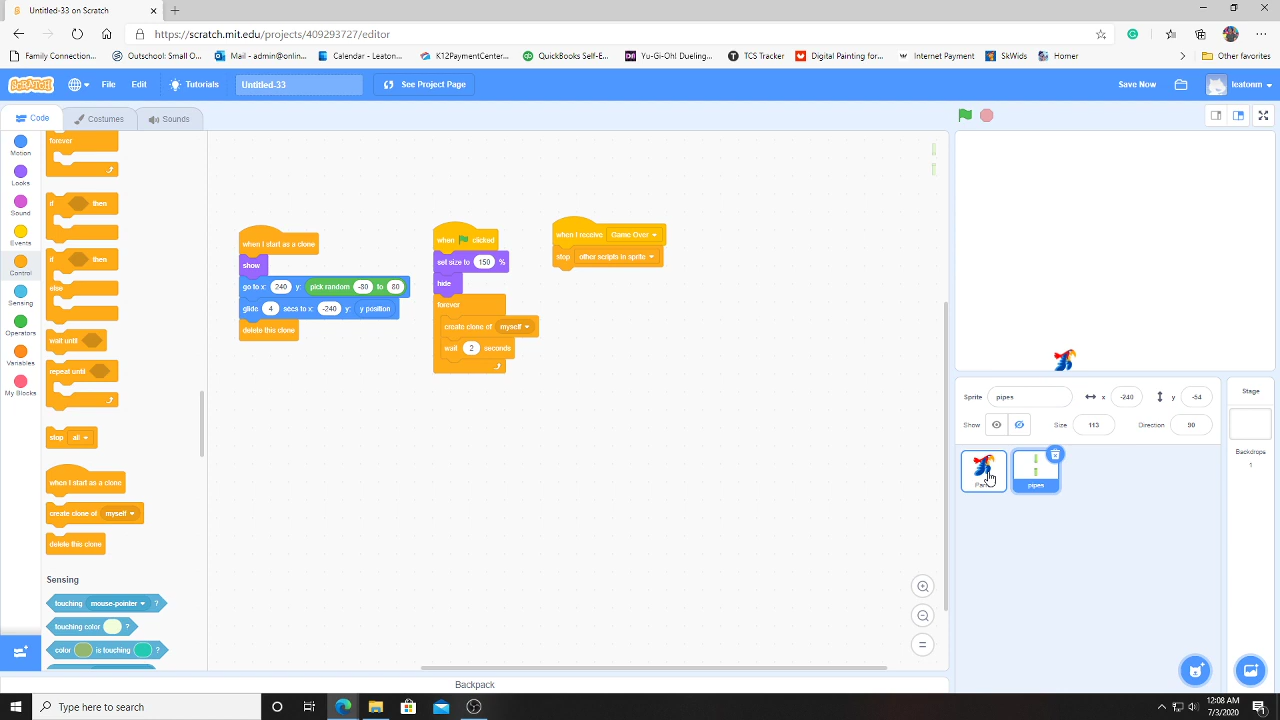 Untitled-33 on Scratch
https://scratch.mit.edu/projects/409293727/editor
Family Connection... Outschool: Small O... Mail - admin@onlin... Calendar - Leaton... K12PaymentCenter... QuickBooks Self-E... Yu-Gi-Oh! Dueling... TCS Tracker Digital Painting for... Internet Payment SkWids Homer Other favorites
SCRATCH File Edit Tutorials Untitled-33 See Project Page Save Now leatonm
Code Costumes Sounds
Motion
Looks
Sound
Events
Control
Sensing
Operators
Variables
My Blocks
forever
if then
if then
else
wait until
repeat until
stop all
when I start as a clone
create clone of myself
delete this clone
Sensing
touching mouse-pointer ?
touching color ?
color is touching ?
when I start as a clone
show
go to x: 240 y: pick random -80 to 80
glide 4 secs to x: -240 y: y position
delete this clone
when clicked
set size to 150 %
hide
forever
create clone of myself
wait 2 seconds
when I receive Game Over
stop other scripts in sprite
Sprite pipes x -240 y -54
Show Size 113 Direction 90
pipes
Stage
Backdrops
1
Backpack
Type here to search
12:08 AM
7/3/2020